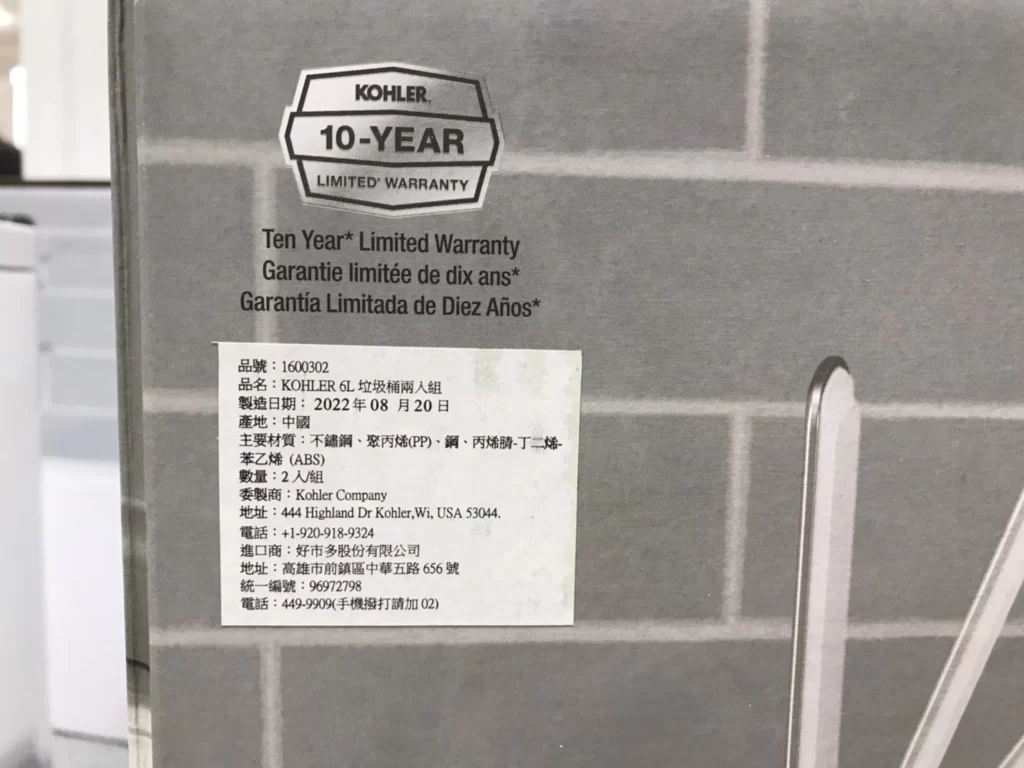 KOHLER.
10-YEAR
LIMITED* WARRANTY
Ten Year* Limited Warranty
Garantie limitée de dix ans*
Garantía Limitada de Diez Años*
品號：1600302
品名：KOHLER 6L 垃圾桶兩入組
製造日期： 2022年08 月20日
產地：中國
主要材質：不鏽鋼、聚丙烯(PP)、鋼、丙烯腈-丁二烯-
苯乙烯 (ABS)
數量：2入/組
委製商：Kohler Company
地址：444 Highland Dr Kohler,Wi, USA 53044.
電話：+1-920-918-9324
進口商：好市多股份有限公司
地址：高雄市前鎮區中華五路 656 號
統一編號：96972798
電話：449-9909(手機撥打請加 02)